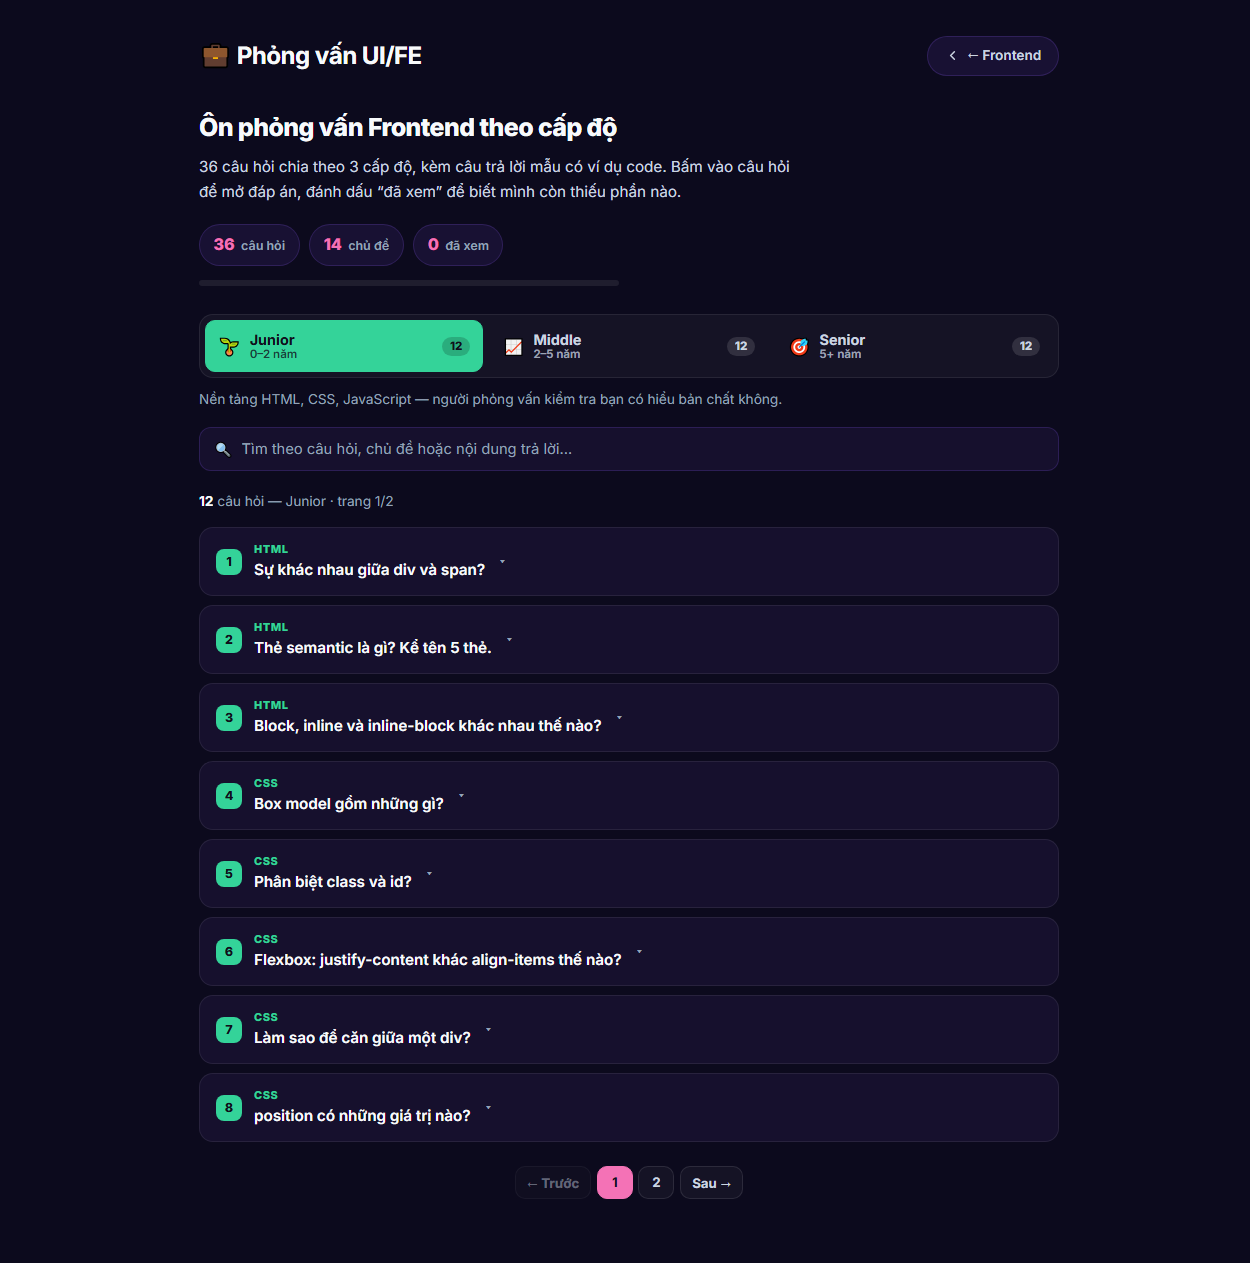 Phỏng vấn UI/FE
← Frontend
Ôn phỏng vấn Frontend theo cấp độ
36 câu hỏi chia theo 3 cấp độ, kèm câu trả lời mẫu có ví dụ code. Bấm vào câu hỏi
để mở đáp án, đánh dấu “đã xem” để biết mình còn thiếu phần nào.
36 câu hỏi
14 chủ đề
0 đã xem
Junior
0–2 năm
12
Middle
2–5 năm
12
Senior
5+ năm
12
Nền tảng HTML, CSS, JavaScript — người phỏng vấn kiểm tra bạn có hiểu bản chất không.
Tìm theo câu hỏi, chủ đề hoặc nội dung trả lời...
12 câu hỏi — Junior · trang 1/2
1
HTML
Sự khác nhau giữa div và span?
2
HTML
Thẻ semantic là gì? Kể tên 5 thẻ.
3
HTML
Block, inline và inline-block khác nhau thế nào?
4
CSS
Box model gồm những gì?
5
CSS
Phân biệt class và id?
6
CSS
Flexbox: justify-content khác align-items thế nào?
7
CSS
Làm sao để căn giữa một div?
8
CSS
position có những giá trị nào?
← Trước
1
2
Sau →